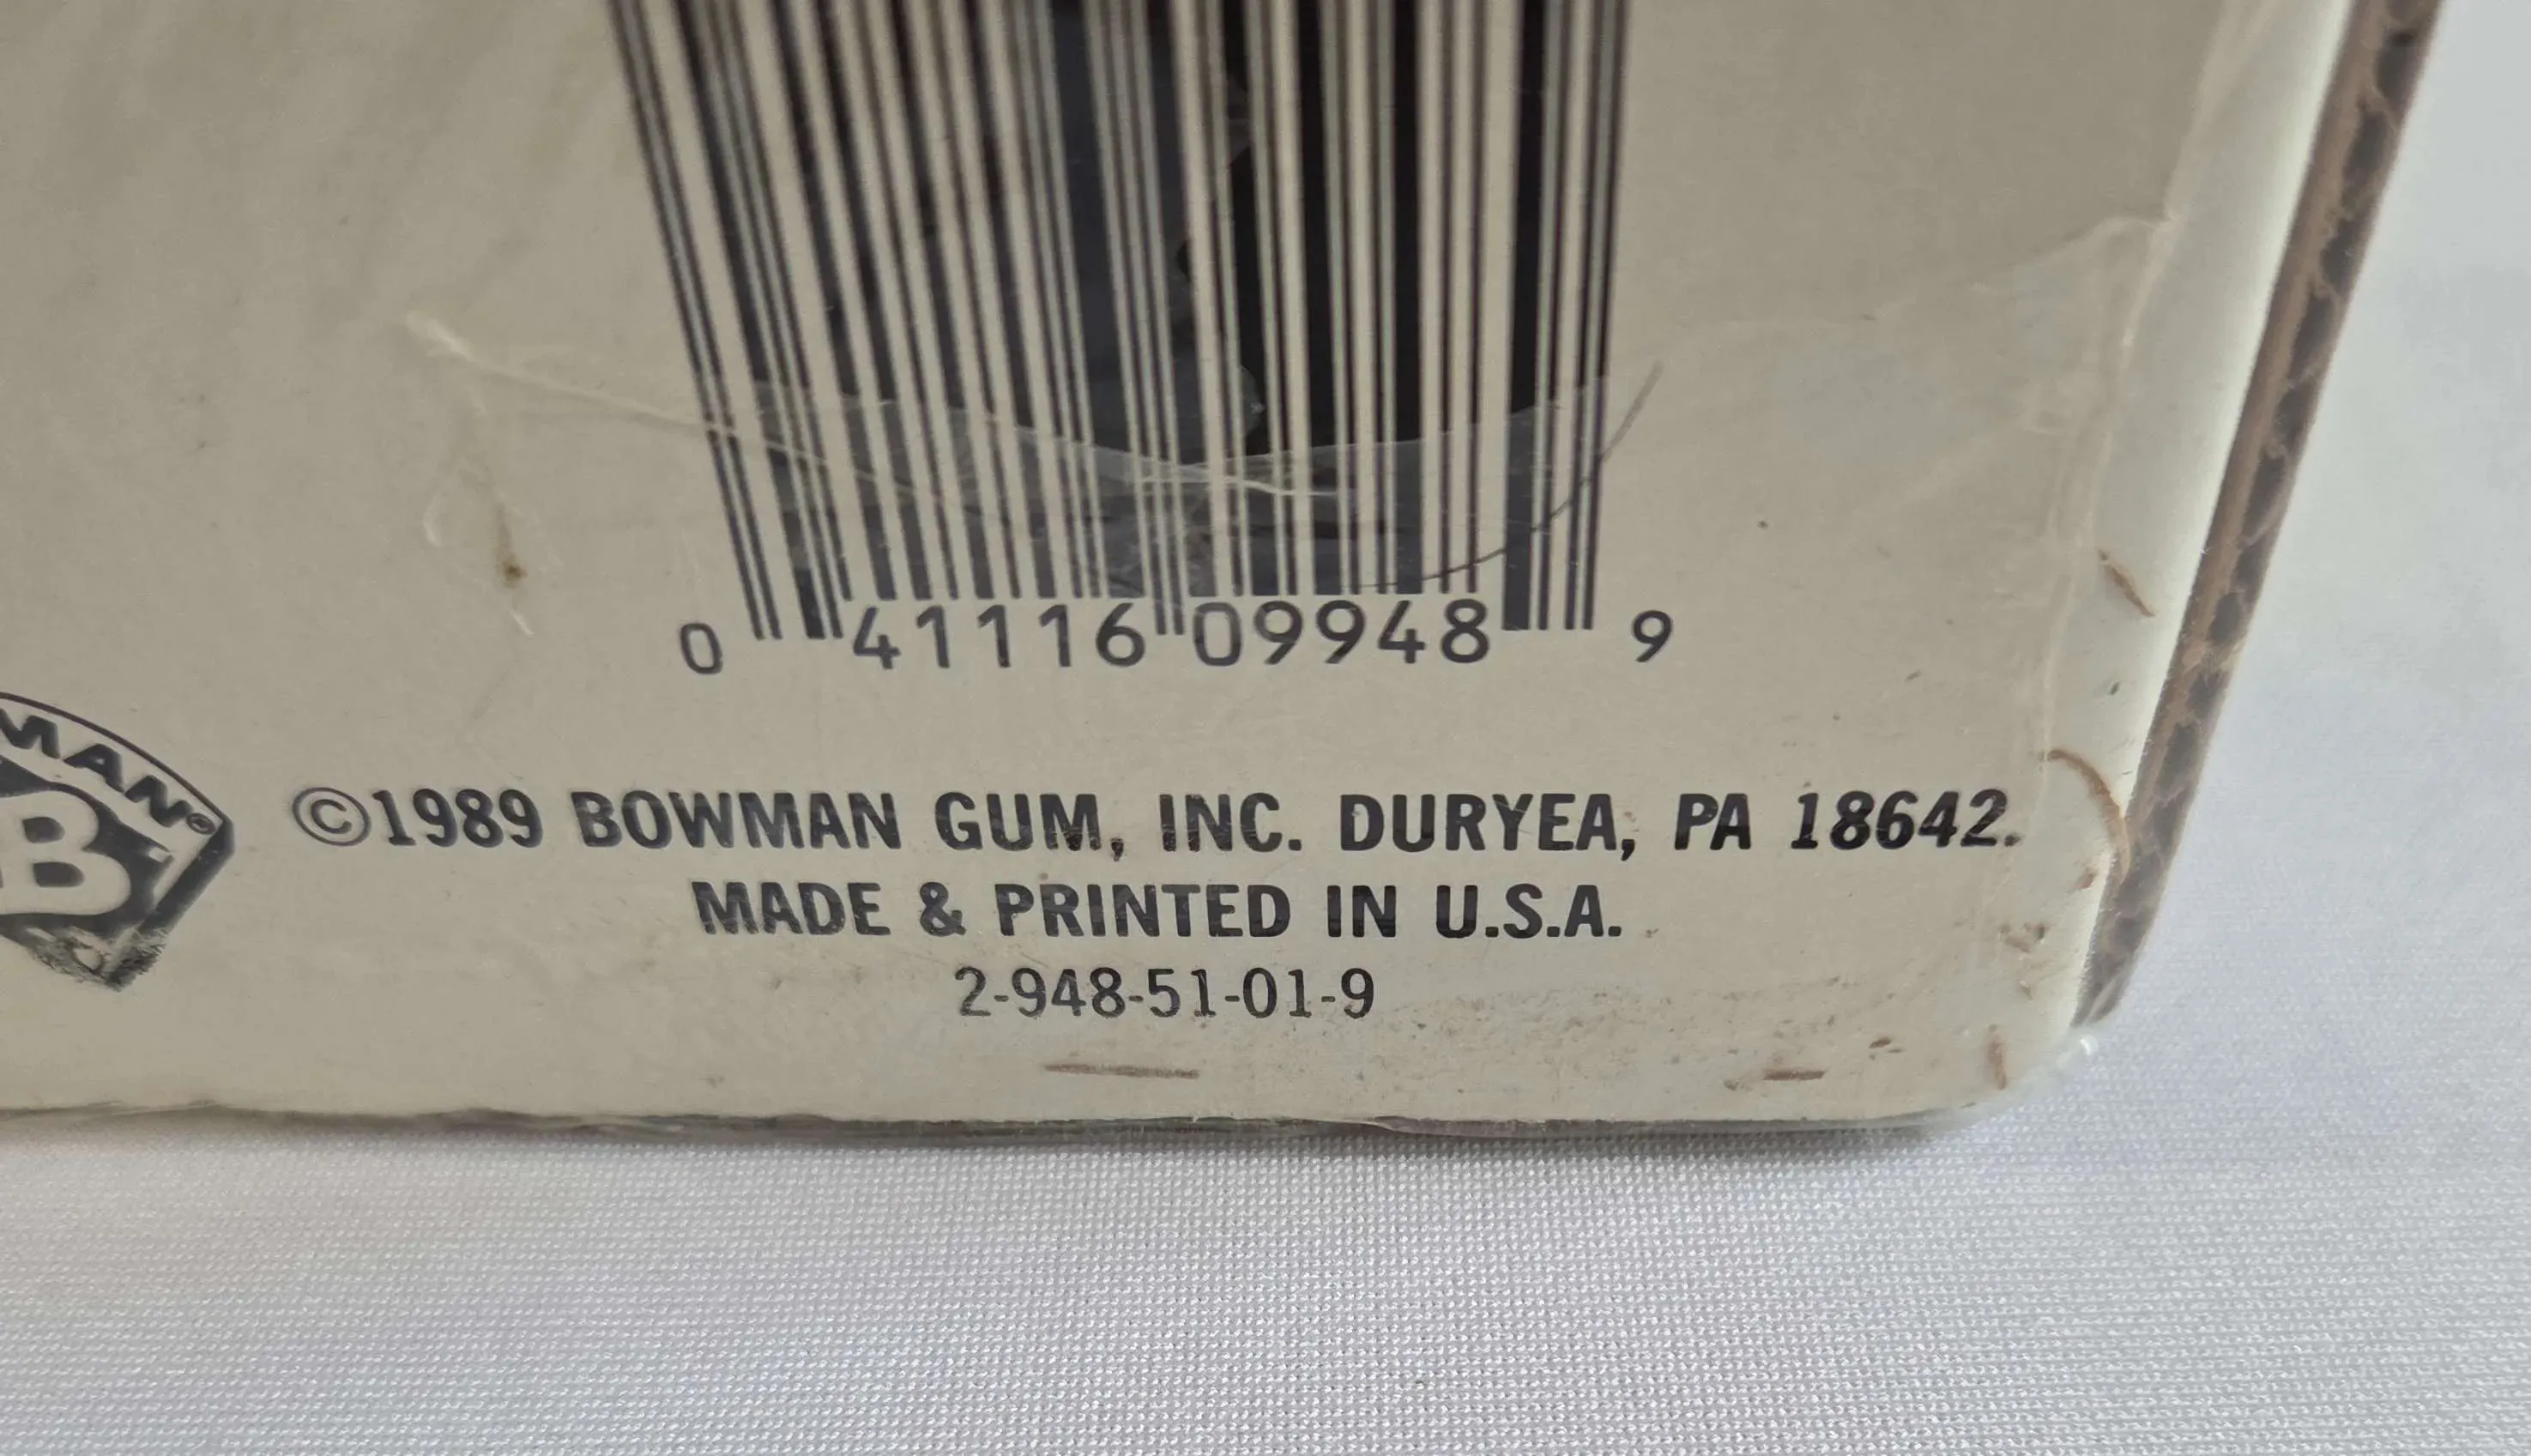 0 41116 09948 9
MAN©
B
©1989 BOWMAN GUM, INC. DURYEA, PA 18642.
MADE & PRINTED IN U.S.A.
2-948-51-01-9